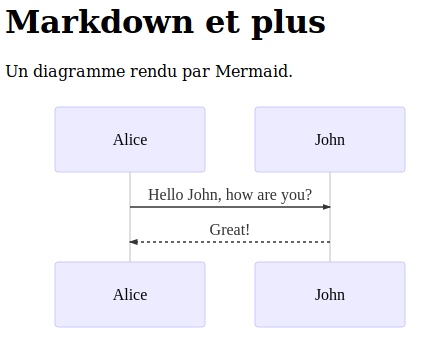 Markdown et plus
Un diagramme rendu par Mermaid.
Alice
John
Hello John, how are you?
Great!
Alice
John